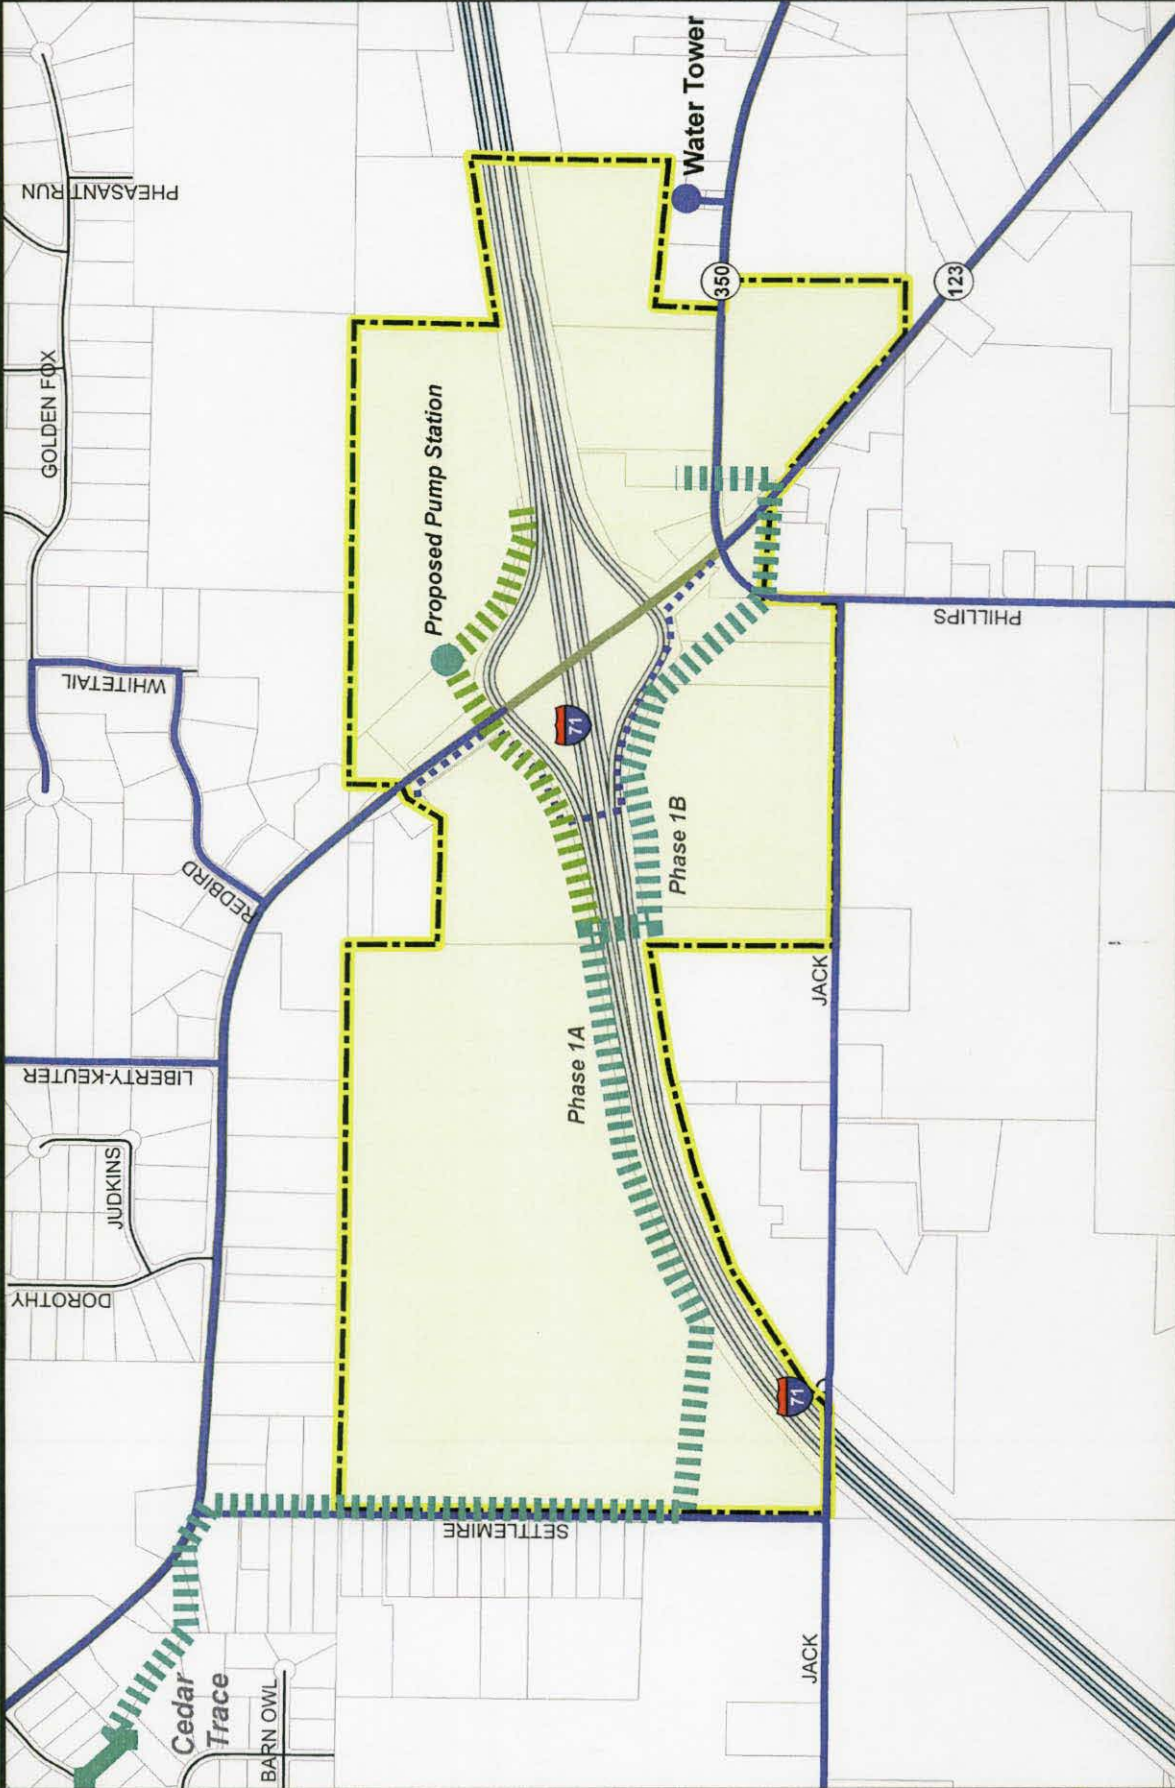 PHEASANT RUN
GOLDEN FOX
Water Tower
350
123
Proposed Pump Station
WHITETAIL
PHILLIPS
71
REDBIRD
Phase 1B
JACK
LIBERTY-KEUTER
Phase 1A
JUDKINS
DOROTHY
71
SETTLEMIRE
Cedar
Trace
BARN OWL
JACK